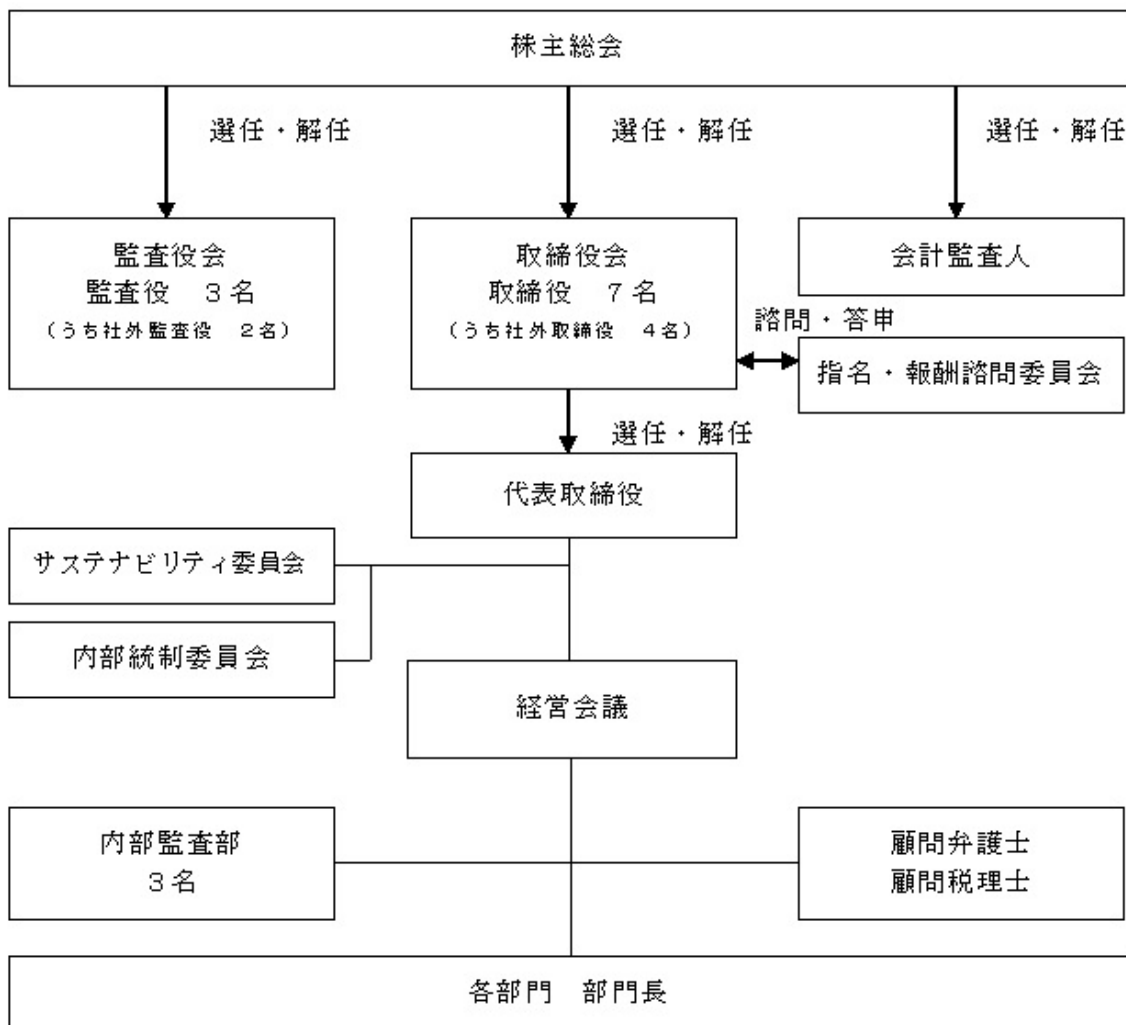 株主総会
選任・解任
選任・解任
選任・解任
監査役会
監査役　３名
（うち社外監査役　２名）
取締役会
取締役　７名
（うち社外取締役　４名）
会計監査人
諮問・答申
指名・報酬諮問委員会
選任・解任
代表取締役
サステナビリティ委員会
内部統制委員会
経営会議
内部監査部
３名
顧問弁護士
顧問税理士
各部門　部門長